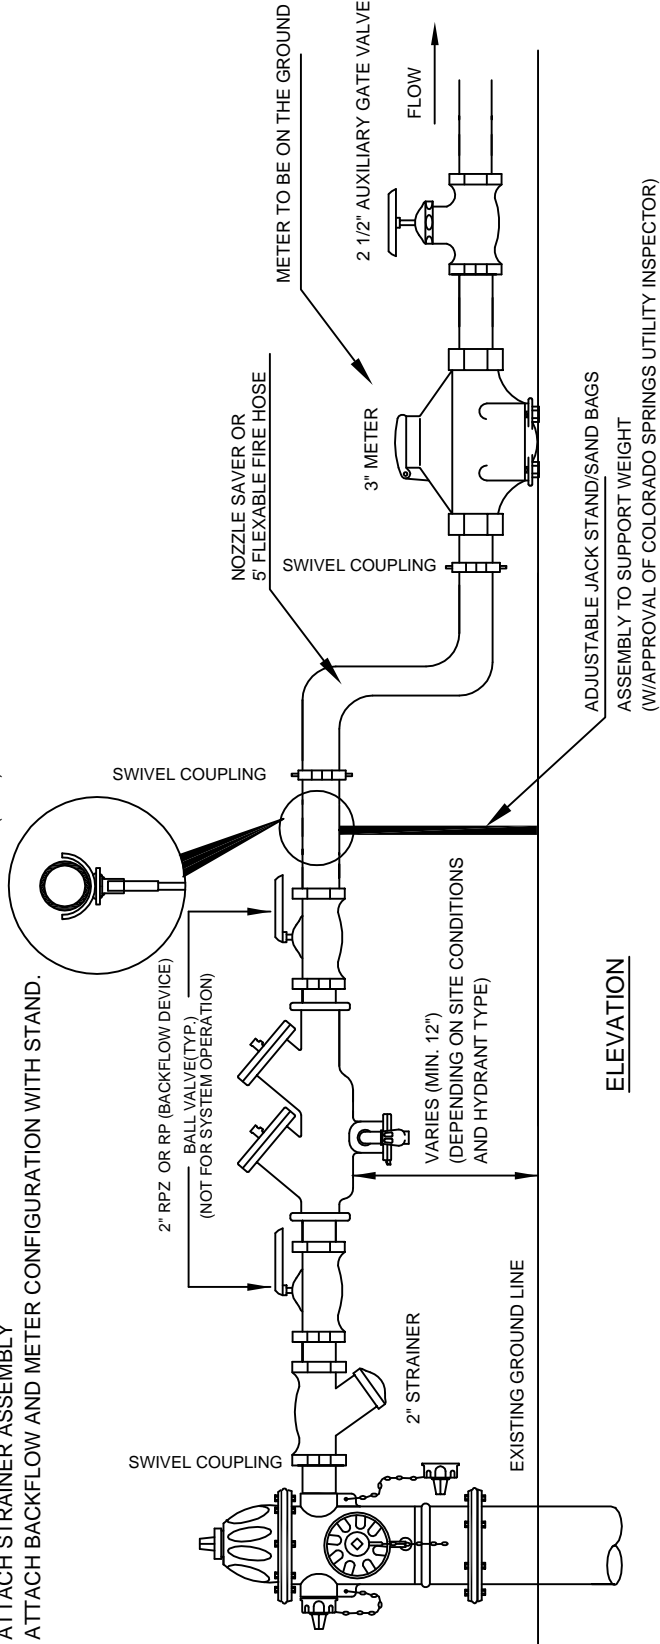 ATTACH STRAINER ASSEMBLY
ATTACH BACKFLOW AND METER CONFIGURATION WITH STAND.
SWIVEL COUPLING
2" STRAINER
EXISTING GROUND LINE
2" RPZ OR RP (BACKFLOW DEVICE)
BALL VALVE(TYP.)
(NOT FOR SYSTEM OPERATION)
VARIES (MIN. 12")
(DEPENDING ON SITE CONDITIONS
AND HYDRANT TYPE)
ELEVATION
SWIVEL COUPLING
NOZZLE SAVER OR
5' FLEXABLE FIRE HOSE
SWIVEL COUPLING
3" METER
METER TO BE ON THE GROUND
2 1/2" AUXILIARY GATE VALVE
FLOW
ADJUSTABLE JACK STAND/SAND BAGS
ASSEMBLY TO SUPPORT WEIGHT
(W/APPROVAL OF COLORADO SPRINGS UTILITY INSPECTOR)